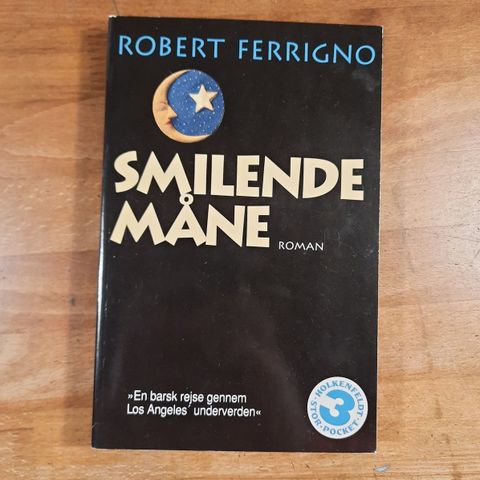 ROBERT FERRIGNO
SMILENDE
MÅNE
ROMAN
»En barsk rejse gennem
Los Angeles' underverden«
HOLKENFELDT
3
STOR-POCKET